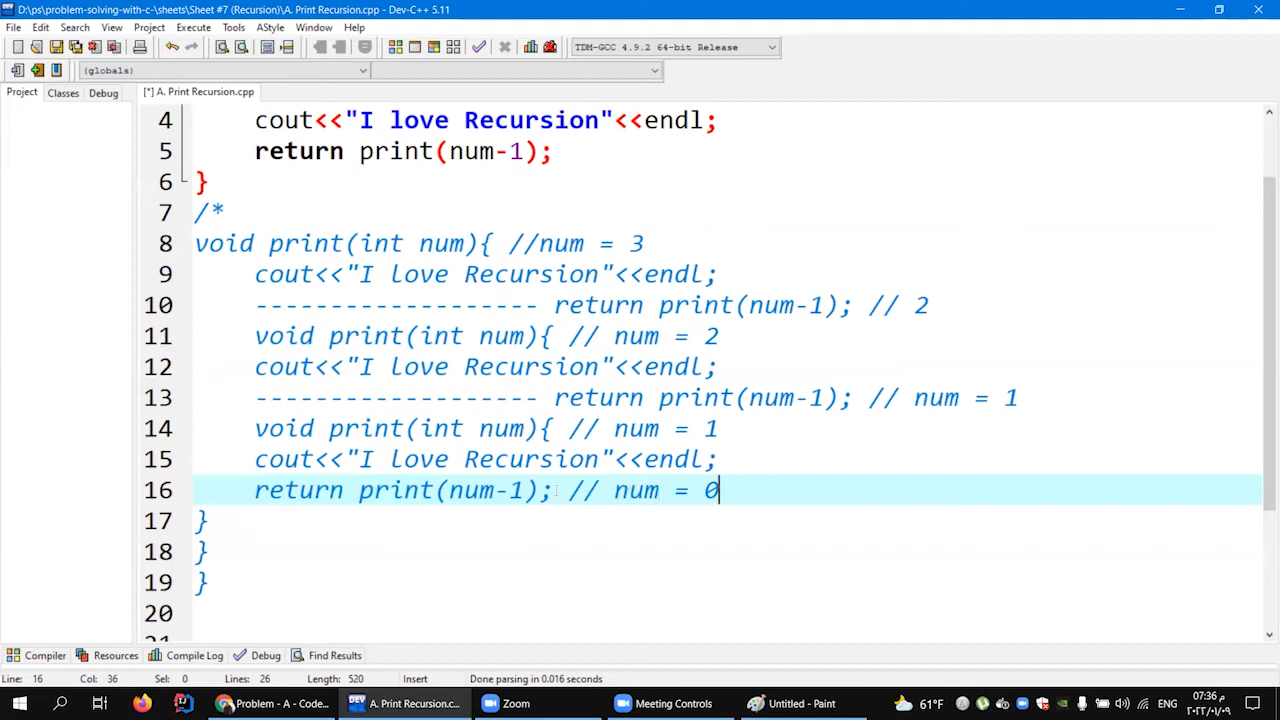 D:\ps\problem-solving-with-c-\sheets\Sheet #7 (Recursion)\A. Print Recursion.cpp - Dev-C++ 5.11
File Edit Search View Project Execute Tools AStyle Window Help
TDM-GCC 4.9.2 64-bit Release
(globals)
Project Classes Debug [*] A. Print Recursion.cpp
4 cout<<"I love Recursion"<<endl;
5 return print(num-1);
6 }
7 /*
8 void print(int num){ //num = 3
9 cout<<"I love Recursion"<<endl;
10 ------------------- return print(num-1); // 2
11 void print(int num){ // num = 2
12 cout<<"I love Recursion"<<endl;
13 ------------------- return print(num-1); // num = 1
14 void print(int num){ // num = 1
15 cout<<"I love Recursion"<<endl;
16 return print(num-1); // num = 0
17 }
18 }
19 }
20
21
Compiler Resources Compile Log Debug Find Results
Line: 16 Col: 36 Sel: 0 Lines: 26 Length: 520 Insert Done parsing in 0.016 seconds
Problem - A - Code... A. Print Recursion.c... Zoom Meeting Controls Untitled - Paint 61°F ENG 07:36 م